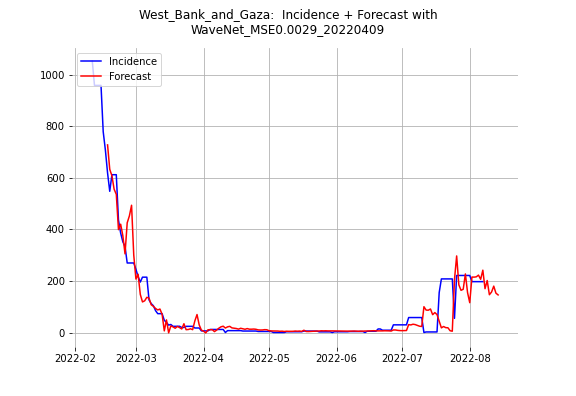 West_Bank_and_Gaza:  Incidence + Forecast with
WaveNet_MSE0.0029_20220409
Incidence
Forecast
1000
800
600
400
200
0
2022-02 2022-03 2022-04 2022-05 2022-06 2022-07 2022-08